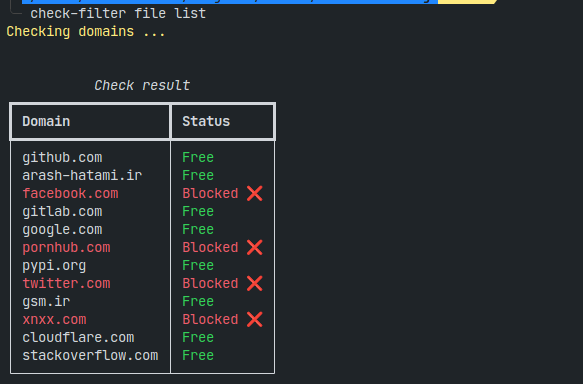 check-filter file list
Checking domains ...
Check result
Domain Status
github.com Free
arash-hatami.ir Free
facebook.com Blocked ❌
gitlab.com Free
google.com Free
pornhub.com Blocked ❌
pypi.org Free
twitter.com Blocked ❌
gsm.ir Free
xnxx.com Blocked ❌
cloudflare.com Free
stackoverflow.com Free